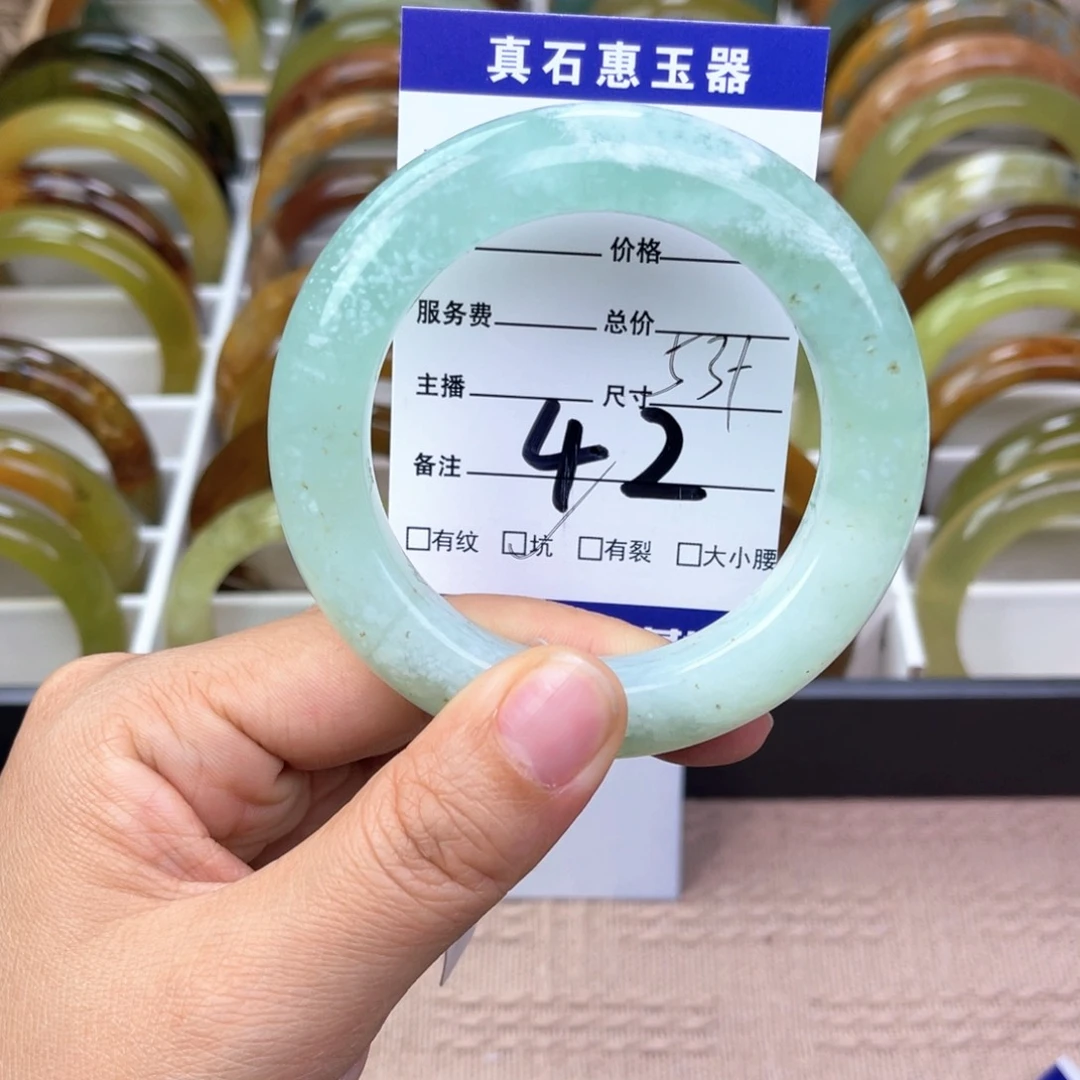 真石惠玉器
价格
服务费 总价
主播 尺寸 53+
备注 42
□有纹 □坑 □有裂 □大小腰